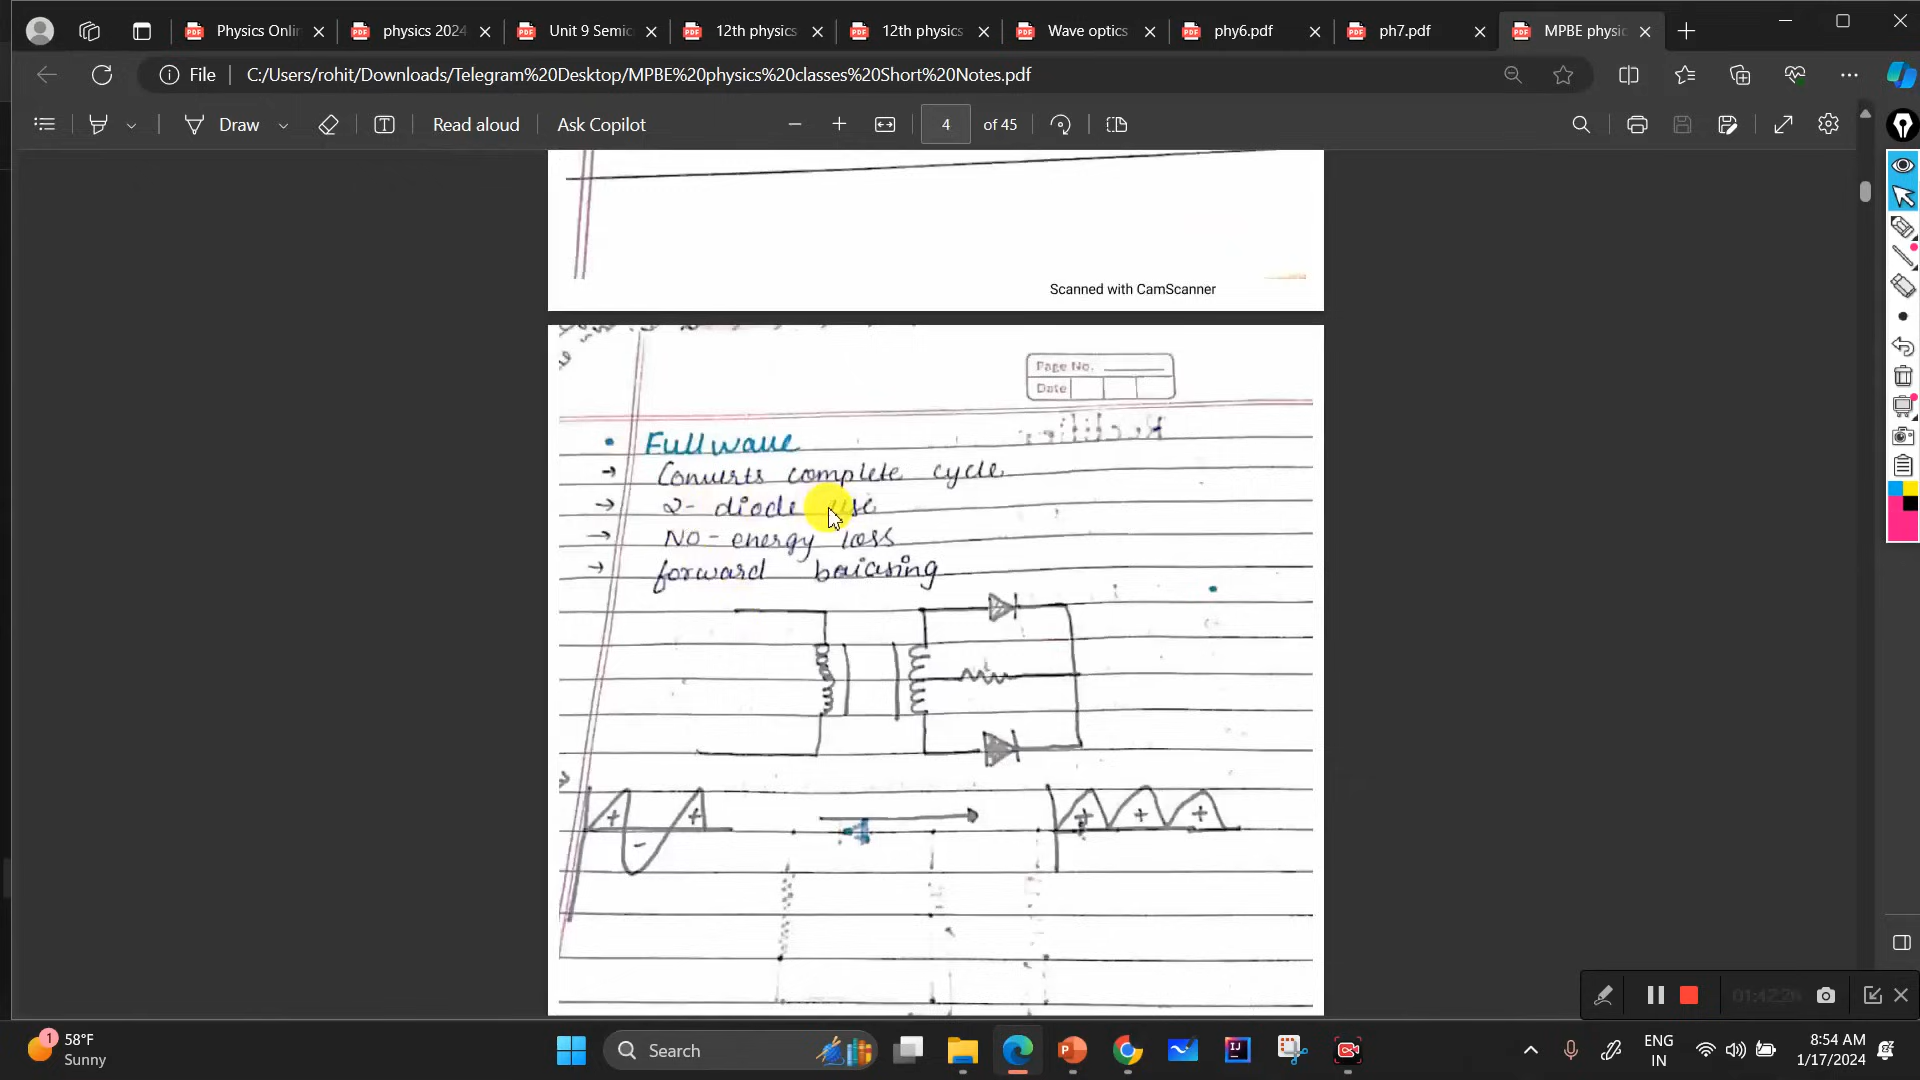 Physics Onlin
physics 2024
Unit 9 Semic
12th physics
12th physics
Wave optics
phy6.pdf
ph7.pdf
MPBE physic
File
C:/Users/rohit/Downloads/Telegram%20Desktop/MPBE%20physics%20classes%20Short%20Notes.pdf
Draw
Read aloud
Ask Copilot
4 of 45
Scanned with CamScanner
Page No.
Date
• Fullwave
→ Converts complete cycle
→ 2- diode use
→ NO - energy loss
→ forward baicasing
+ - +
+ + +
1
58°F
Sunny
Search
ENG
IN
8:54 AM
1/17/2024